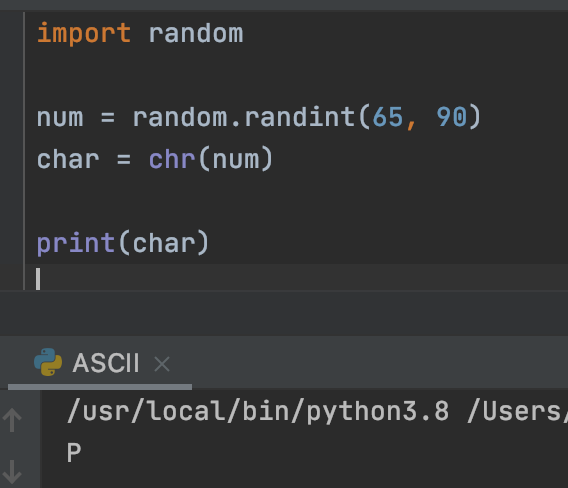 import random
num = random.randint(65, 90)
char = chr(num)
print(char)
ASCII
/usr/local/bin/python3.8 /Users/
P